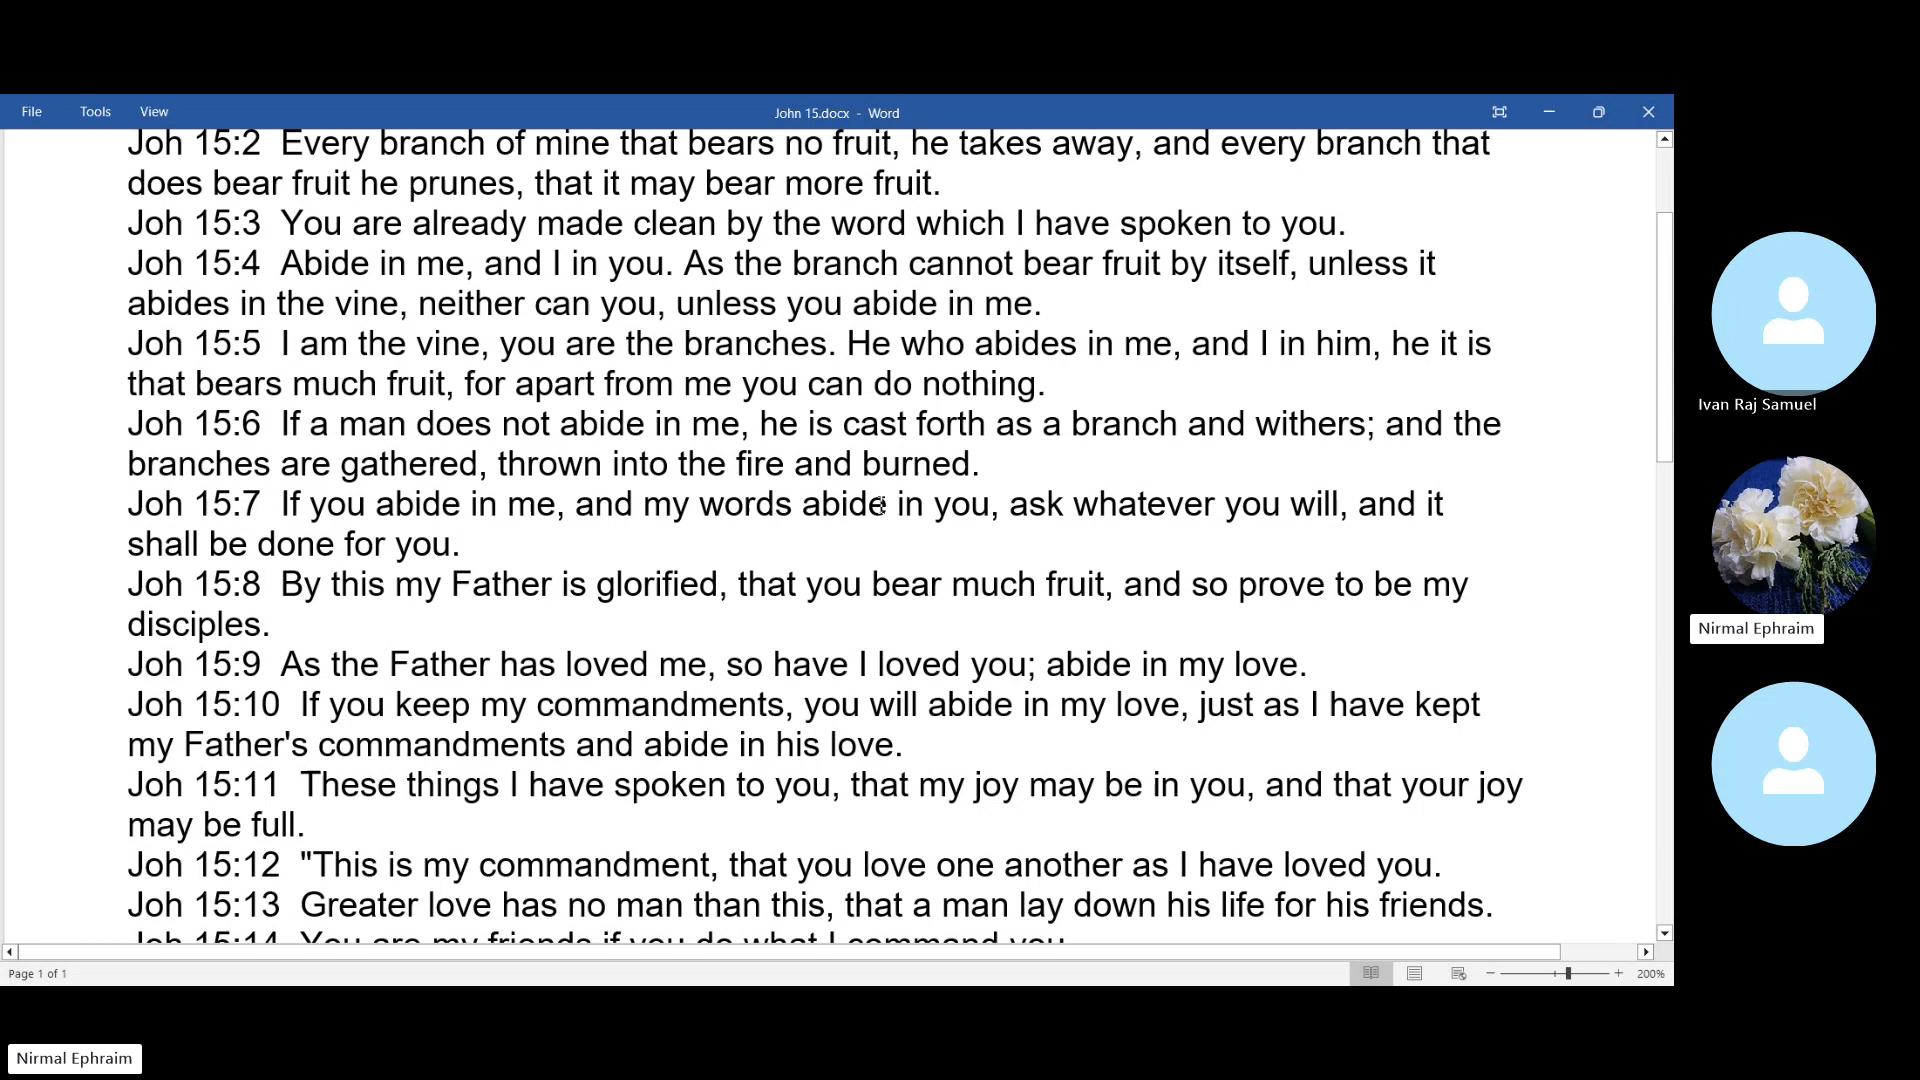 File Tools View John 15.docx - Word
Joh 15:2 Every branch of mine that bears no fruit, he takes away, and every branch that
does bear fruit he prunes, that it may bear more fruit.
Joh 15:3 You are already made clean by the word which I have spoken to you.
Joh 15:4 Abide in me, and I in you. As the branch cannot bear fruit by itself, unless it
abides in the vine, neither can you, unless you abide in me.
Joh 15:5 I am the vine, you are the branches. He who abides in me, and I in him, he it is
that bears much fruit, for apart from me you can do nothing.
Joh 15:6 If a man does not abide in me, he is cast forth as a branch and withers; and the
branches are gathered, thrown into the fire and burned.
Joh 15:7 If you abide in me, and my words abide in you, ask whatever you will, and it
shall be done for you.
Joh 15:8 By this my Father is glorified, that you bear much fruit, and so prove to be my
disciples.
Joh 15:9 As the Father has loved me, so have I loved you; abide in my love.
Joh 15:10 If you keep my commandments, you will abide in my love, just as I have kept
my Father's commandments and abide in his love.
Joh 15:11 These things I have spoken to you, that my joy may be in you, and that your joy
may be full.
Joh 15:12 "This is my commandment, that you love one another as I have loved you.
Joh 15:13 Greater love has no man than this, that a man lay down his life for his friends.
Joh 15:14 You are my friends if you do what I command you
Page 1 of 1
200%
Ivan Raj Samuel
Nirmal Ephraim
Nirmal Ephraim